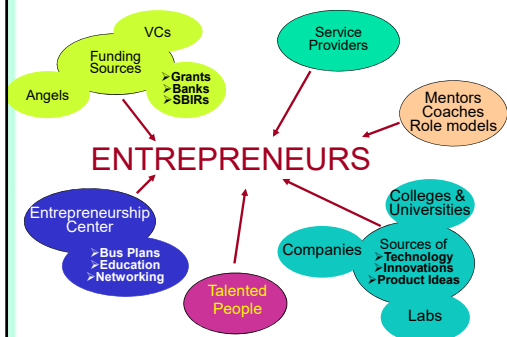 VCs
Funding
Sources
➢Grants
➢Banks
➢SBIRs
Angels
Service
Providers
Mentors
Coaches
Role models
ENTREPRENEURS
Entrepreneurship
Center
➢Bus Plans
➢Education
➢Networking
Talented
People
Colleges &
Universities
Companies
Sources of
➢Technology
➢Innovations
➢Product Ideas
Labs